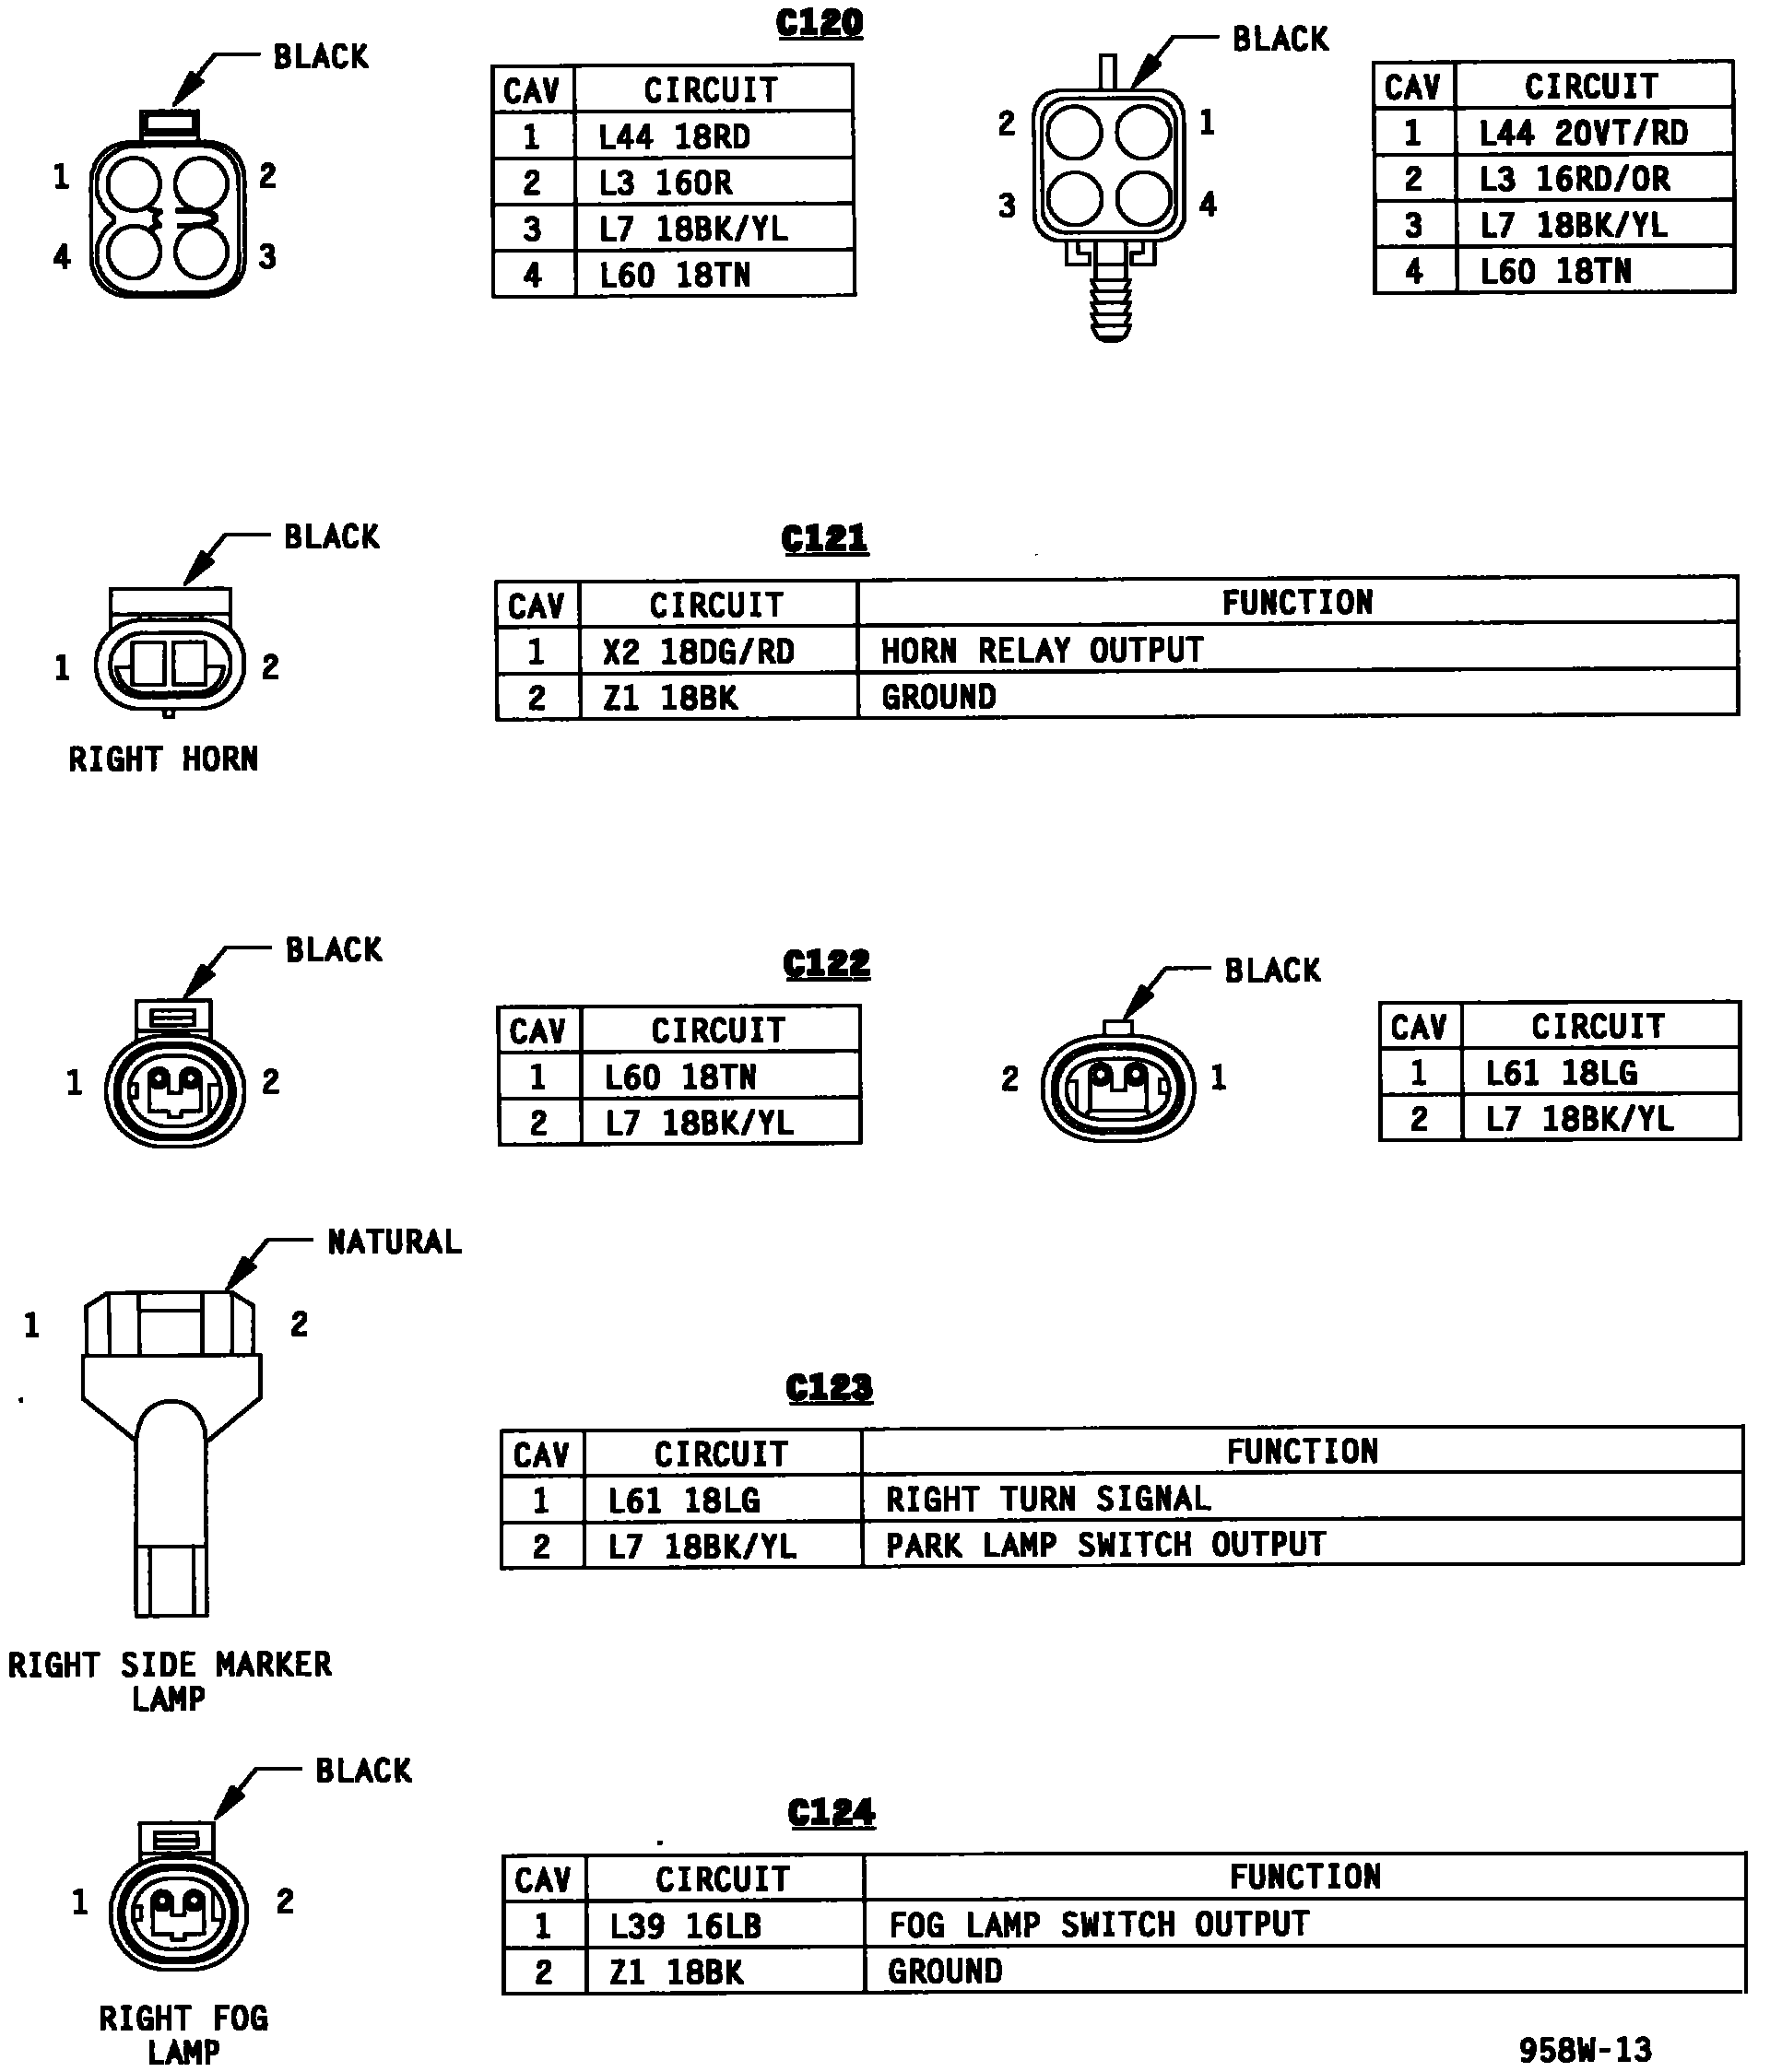 C120
BLACK
1 2
4 3
CAV CIRCUIT
1 L44 18RD
2 L3 16OR
3 L7 18BK/YL
4 L60 18TN
BLACK
2 1
3 4
CAV CIRCUIT
1 L44 20VT/RD
2 L3 16RD/OR
3 L7 18BK/YL
4 L60 18TN
C121
BLACK
1 2
RIGHT HORN
CAV CIRCUIT FUNCTION
1 X2 18DG/RD HORN RELAY OUTPUT
2 Z1 18BK GROUND
C122
BLACK
1 2
CAV CIRCUIT
1 L60 18TN
2 L7 18BK/YL
BLACK
2 1
CAV CIRCUIT
1 L61 18LG
2 L7 18BK/YL
NATURAL
1 2
RIGHT SIDE MARKER
LAMP
C123
CAV CIRCUIT FUNCTION
1 L61 18LG RIGHT TURN SIGNAL
2 L7 18BK/YL PARK LAMP SWITCH OUTPUT
BLACK
1 2
RIGHT FOG
LAMP
C124
CAV CIRCUIT FUNCTION
1 L39 16LB FOG LAMP SWITCH OUTPUT
2 Z1 18BK GROUND
958W-13